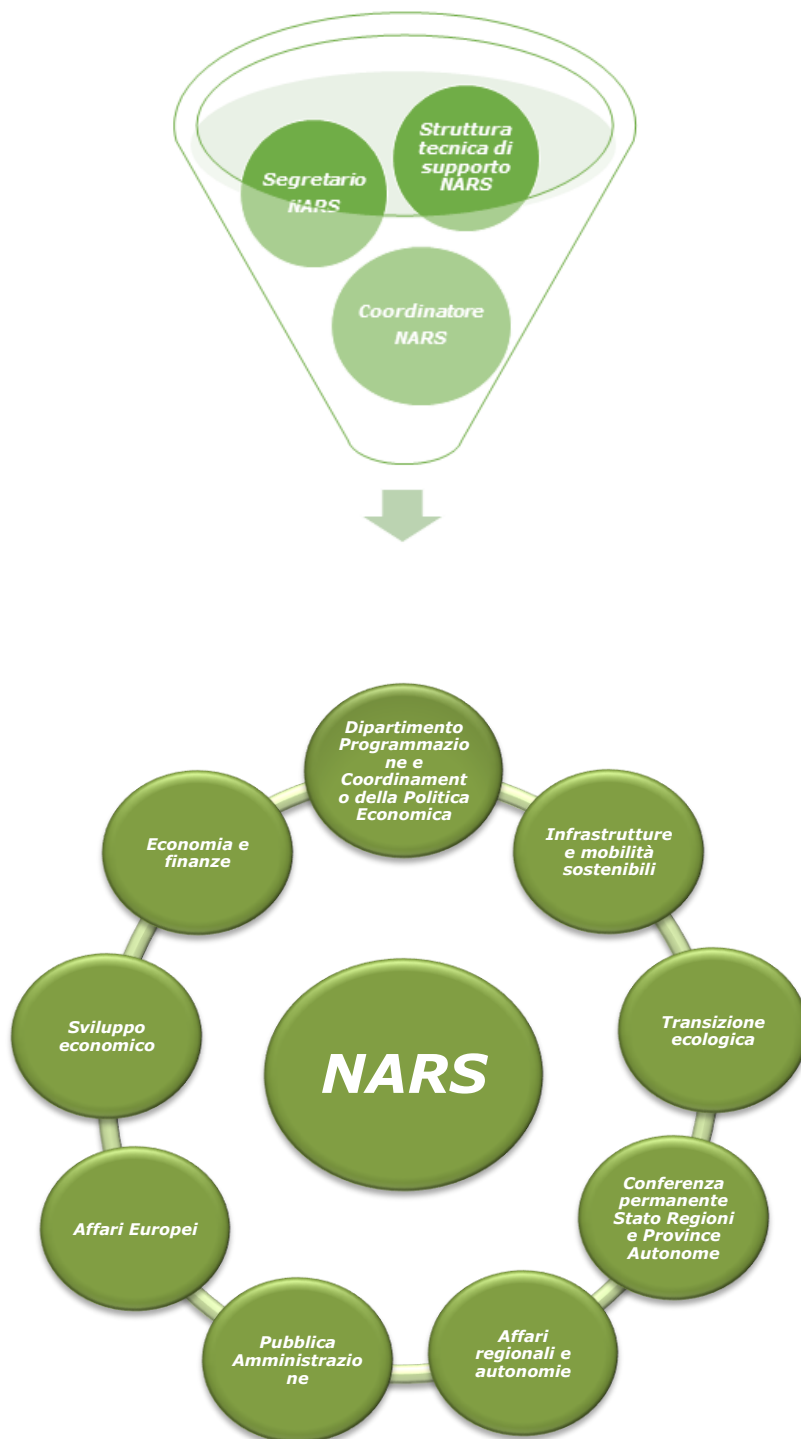 Struttura
tecnica di
supporto
NARS
Segretario
NARS
Coordinatore
NARS
Dipartimento
Programmazio
ne e
Coordinament
o della Politica
Economica
Infrastrutture
e mobilità
sostenibili
Transizione
ecologica
Conferenza
permanente
Stato Regioni
e Province
Autonome
Affari
regionali e
autonomie
Pubblica
Amministrazio
ne
Affari Europei
Sviluppo
economico
Economia e
finanze
NARS